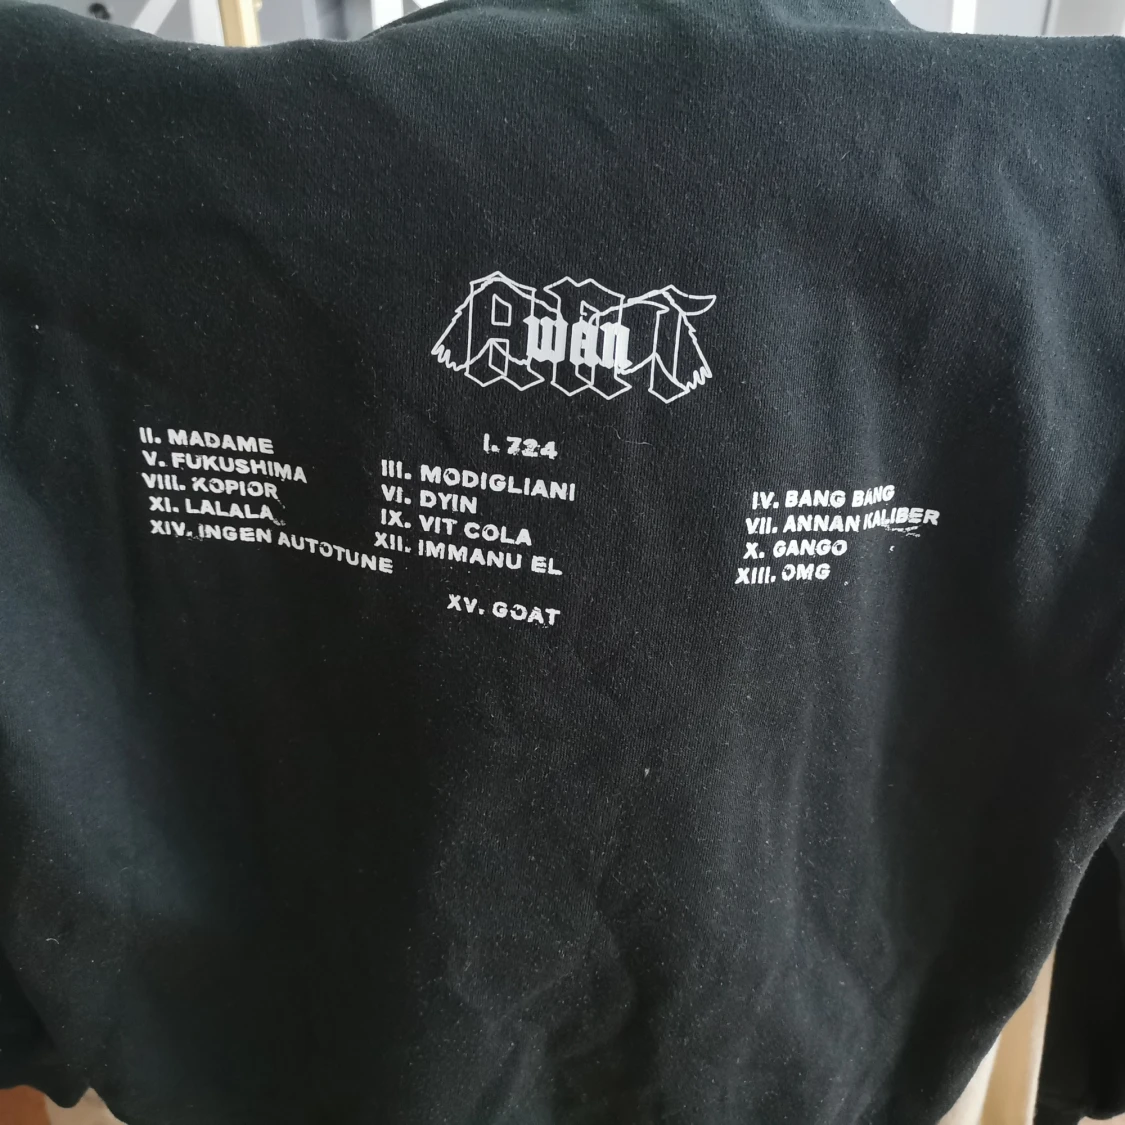 AWAN
I. 724
II. MADAME
III. MODIGLIANI
IV. BANG BANG
V. FUKUSHIMA
VI. DYIN
VII. ANNAN KALIBER
VIII. KOPIOR
IX. VIT COLA
X. GANGO
XI. LALALA
XII. IMMANU EL
XIII. OMG
XIV. INGEN AUTOTUNE
XV. GOAT